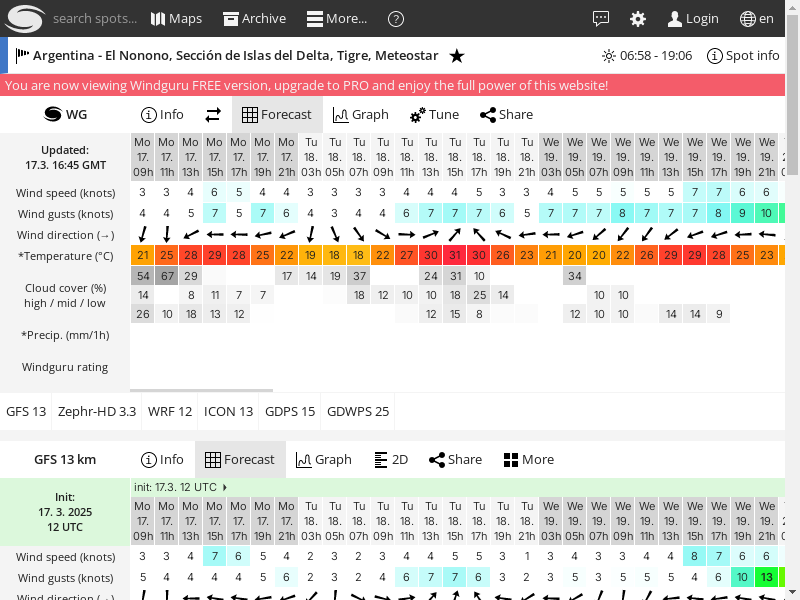 search spots...
Maps
Archive
More...
?
Login
en
Argentina - El Nonono, Sección de Islas del Delta, Tigre, Meteostar
06:58 - 19:06
Spot info
You are now viewing Windguru FREE version, upgrade to PRO and enjoy the full power of this website!
WG
Info
Forecast
Graph
Tune
Share
Updated:
17.3. 16:45 GMT
Mo Mo Mo Mo Mo Mo Mo Tu Tu Tu Tu Tu Tu Tu Tu Tu Tu We We We We We We We We We We
17. 17. 17. 17. 17. 17. 17. 18. 18. 18. 18. 18. 18. 18. 18. 18. 18. 19. 19. 19. 19. 19. 19. 19. 19. 19. 19.
09h 11h 13h 15h 17h 19h 21h 03h 05h 07h 09h 11h 13h 15h 17h 19h 21h 03h 05h 07h 09h 11h 13h 15h 17h 19h 21h
Wind speed (knots) 3 3 4 6 5 4 4 3 3 3 3 4 4 4 5 3 3 4 5 5 5 5 5 7 7 6 6
Wind gusts (knots) 4 4 5 7 5 7 6 4 3 4 4 6 7 7 7 6 5 7 7 7 8 7 7 7 8 9 10
Wind direction (→)
*Temperature (°C) 21 25 28 29 28 25 22 19 18 18 22 27 30 31 30 26 23 21 20 20 22 26 29 29 28 25 23
54 67 29 17 14 19 37 24 31 10 34
Cloud cover (%)
14 8 11 7 7 18 12 10 10 18 25 14 10 10
high / mid / low
26 10 18 13 12 12 15 8 12 10 10 14 14 9
*Precip. (mm/1h)
Windguru rating
GFS 13
Zephr-HD 3.3
WRF 12
ICON 13
GDPS 15
GDWPS 25
GFS 13 km
Info
Forecast
Graph
2D
Share
More
init: 17.3. 12 UTC
Init:
17. 3. 2025
12 UTC
Mo Mo Mo Mo Mo Mo Mo Tu Tu Tu Tu Tu Tu Tu Tu Tu Tu We We We We We We We We We We
17. 17. 17. 17. 17. 17. 17. 18. 18. 18. 18. 18. 18. 18. 18. 18. 18. 19. 19. 19. 19. 19. 19. 19. 19. 19. 19.
09h 11h 13h 15h 17h 19h 21h 03h 05h 07h 09h 11h 13h 15h 17h 19h 21h 03h 05h 07h 09h 11h 13h 15h 17h 19h 21h
Wind speed (knots) 3 3 4 7 6 5 4 2 3 2 3 4 4 5 5 3 1 3 4 3 3 4 4 8 7 6 6
Wind gusts (knots) 5 4 4 4 4 5 6 2 3 2 4 6 7 7 6 3 2 3 5 3 5 5 5 4 6 10 13
Wind direction (→)